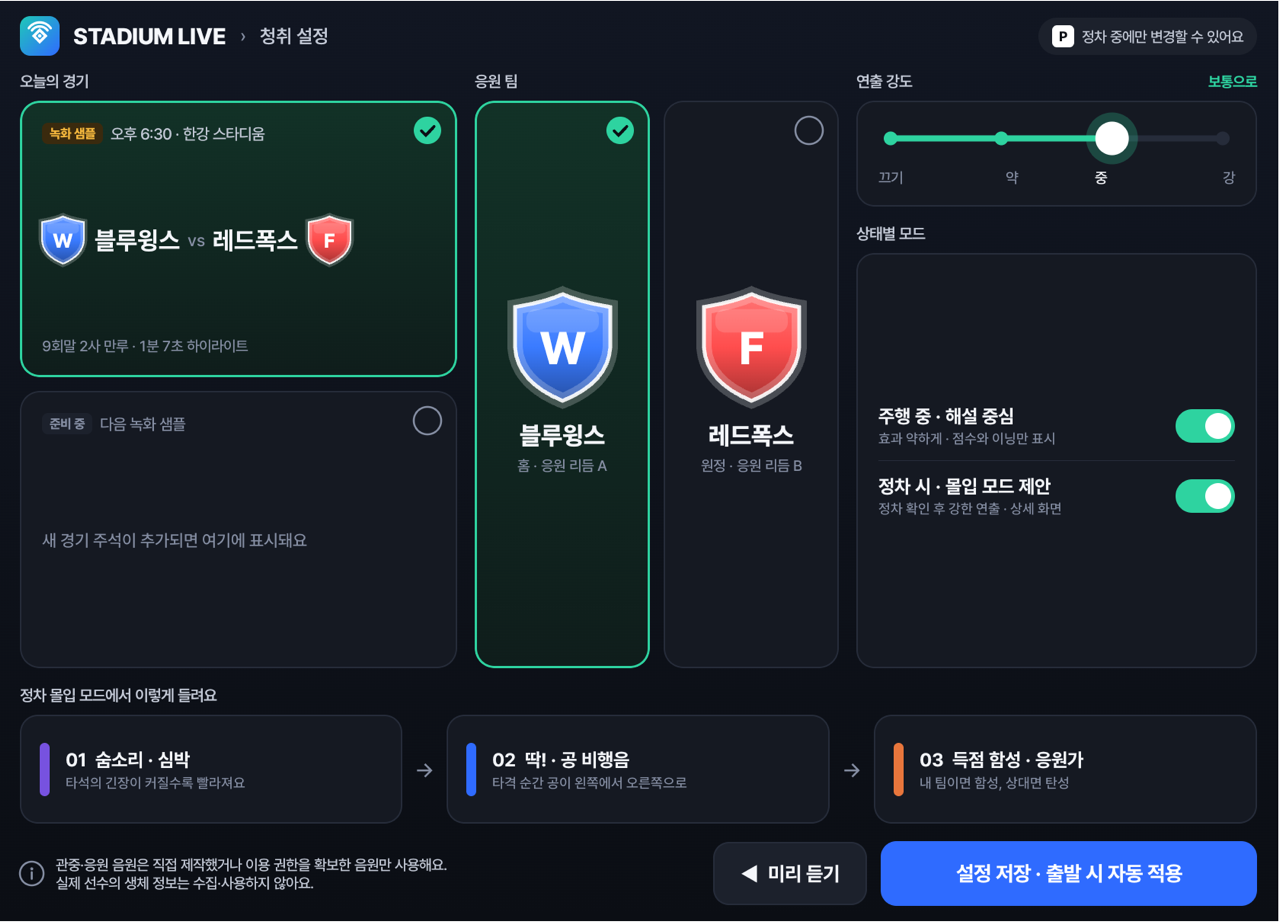 STADIUM LIVE › 청취 설정
P 정차 중에만 변경할 수 있어요
오늘의 경기
녹화 샘플 오후 6:30 · 한강 스타디움
W 블루윙스 vs 레드폭스 F
9회말 2사 만루 · 1분 7초 하이라이트
준비 중 다음 녹화 샘플
새 경기 주석이 추가되면 여기에 표시돼요
응원 팀
W
블루윙스
홈 · 응원 리듬 A
F
레드폭스
원정 · 응원 리듬 B
연출 강도 보통으로
끄기 약 중 강
상태별 모드
주행 중 · 해설 중심
효과 약하게 · 점수와 이닝만 표시
정차 시 · 몰입 모드 제안
정차 확인 후 강한 연출 · 상세 화면
정차 몰입 모드에서 이렇게 들려요
01 숨소리 · 심박
타석의 긴장이 커질수록 빨라져요
→
02 딱! · 공 비행음
타격 순간 공이 왼쪽에서 오른쪽으로
→
03 득점 함성 · 응원가
내 팀이면 함성, 상대면 탄성
관중·응원 음원은 직접 제작했거나 이용 권한을 확보한 음원만 사용해요.
실제 선수의 생체 정보는 수집·사용하지 않아요.
◀ 미리 듣기
설정 저장 · 출발 시 자동 적용